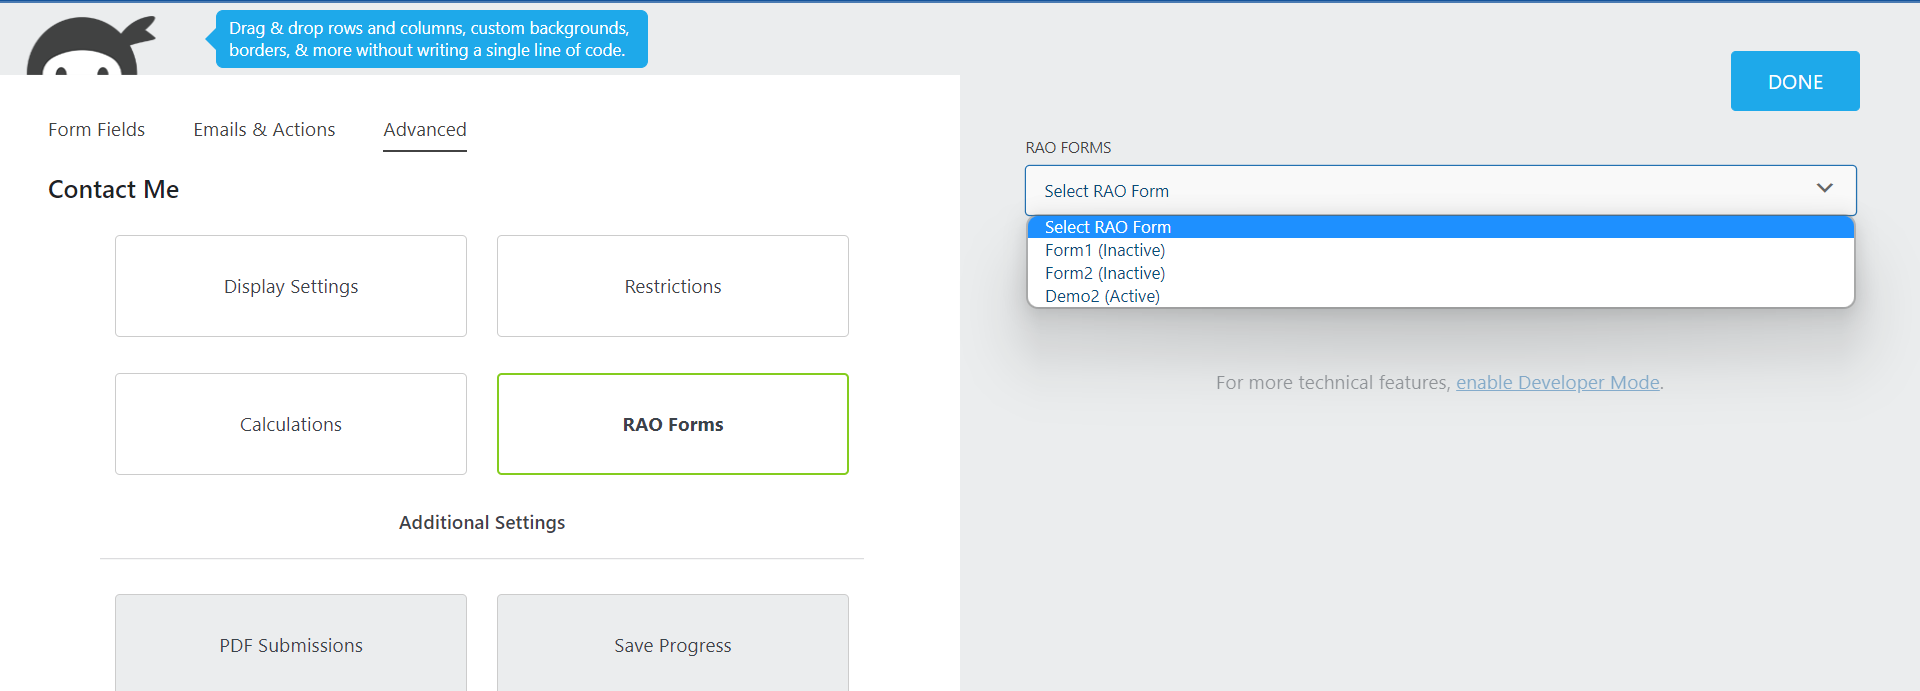 Drag & drop rows and columns, custom backgrounds,
borders, & more without writing a single line of code.
DONE
Form Fields
Emails & Actions
Advanced
Contact Me
Display Settings
Restrictions
Calculations
RAO Forms
Additional Settings
PDF Submissions
Save Progress
RAO FORMS
Select RAO Form
Select RAO Form
Form1 (Inactive)
Form2 (Inactive)
Demo2 (Active)
For more technical features, enable Developer Mode.